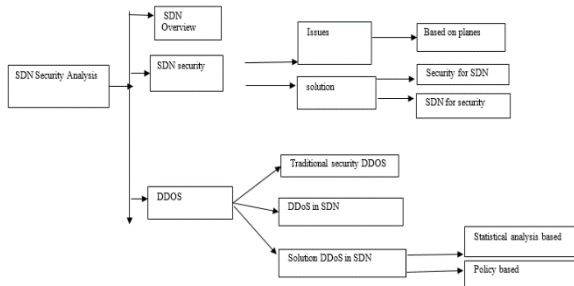 SDN
Overview
Issues
Based on planes
SDN security
SDN Security Analysis
Security for SDN
solution
SDN for security
Traditional security DDOS
DDOS
DDoS in SDN
Statistical analysis based
Solution DDoS in SDN
Policy based